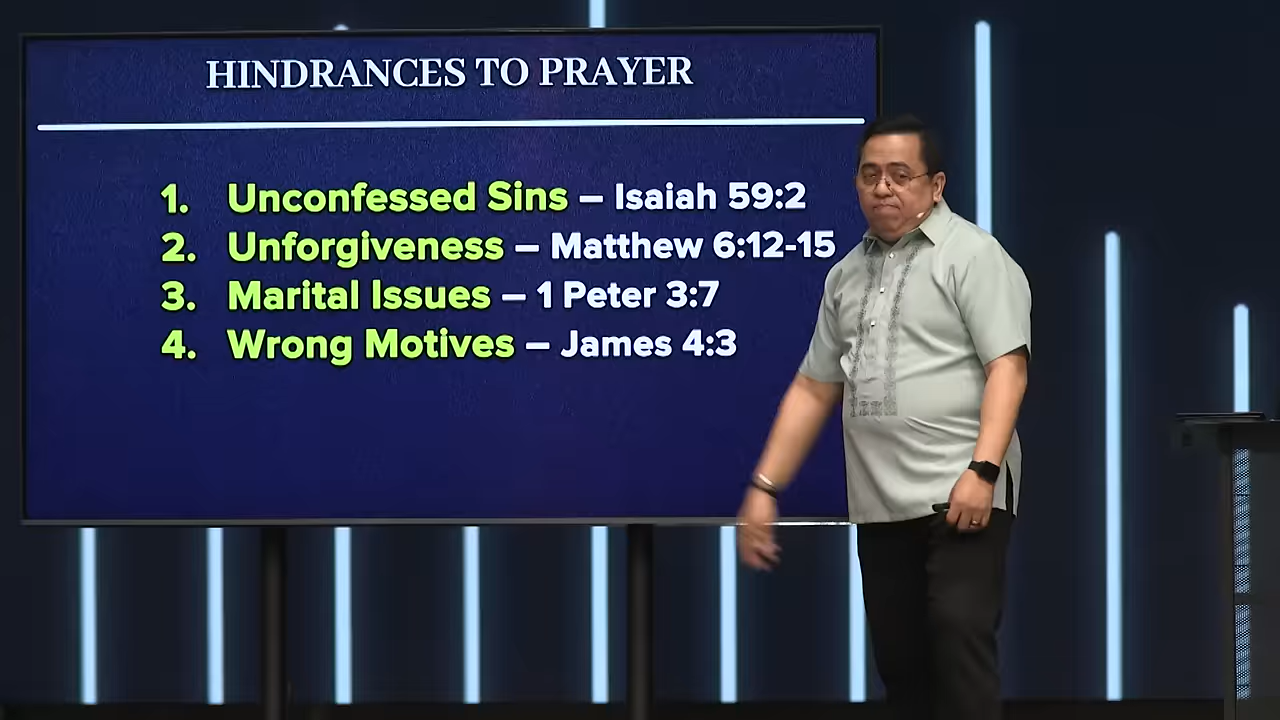 HINDRANCES TO PRAYER
1. Unconfessed Sins – Isaiah 59:2
2. Unforgiveness – Matthew 6:12-15
3. Marital Issues – 1 Peter 3:7
4. Wrong Motives – James 4:3